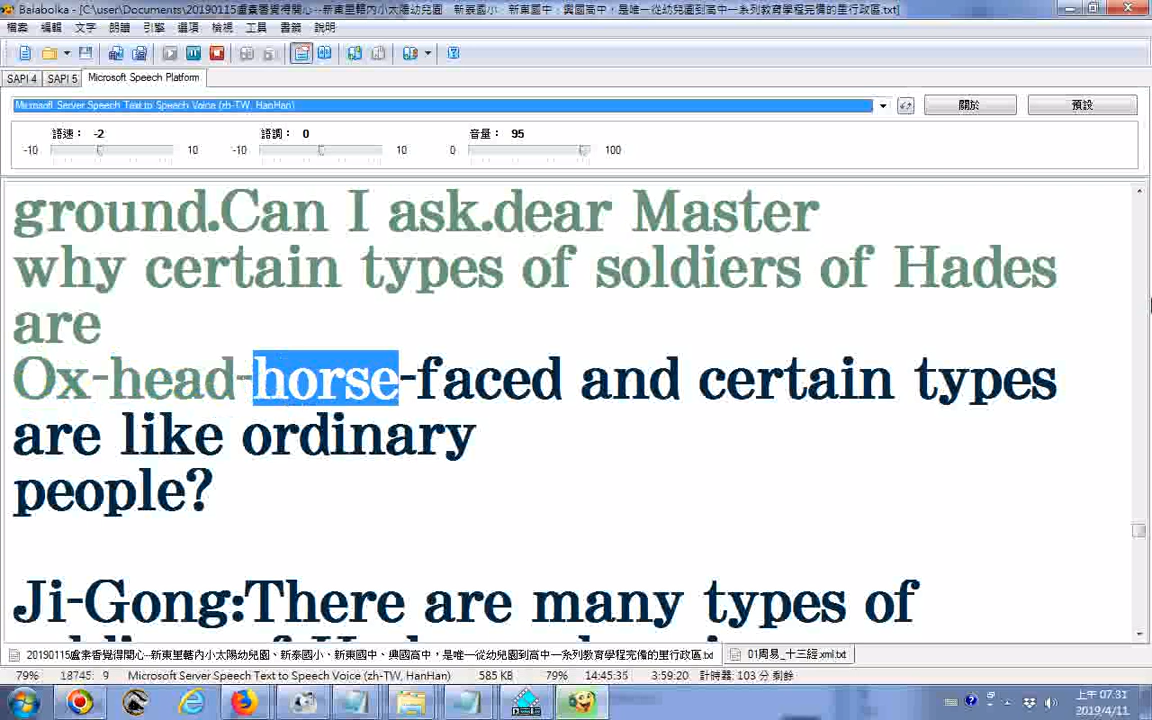 Balabolka - [C:\user\Documents\20190115盧素香覺得開心--新東里轄內小太陽幼兒園、新泰國小、新東國中、興國高中，是唯一從幼兒園到高中一系列教育學程完備的里行政區.txt]
檔案 編輯 文字 朗讀 引擎 選項 檢視 工具 書籤 說明
SAPI 4 SAPI 5 Microsoft Speech Platform
Microsoft Server Speech Text to Speech Voice (zh-TW, HanHan) 關於 預設
語速： -2 語調： 0 音量： 95
-10 10 -10 10 0 100
ground.Can I ask.dear Master
why certain types of soldiers of Hades
are
Ox-head-horse-faced and certain types
are like ordinary
people?
Ji-Gong:There are many types of
20190115盧素香覺得開心--新東里轄內小太陽幼兒園、新泰國小、新東國中、興國高中，是唯一從幼兒園到高中一系列教育學程完備的里行政區.txt 01周易_十三經.xml.txt
79% 18745: 9 Microsoft Server Speech Text to Speech Voice (zh-TW, HanHan) 585 KB 79% 14:45:35 3:59:20 計時器: 103 分 剩餘
上午 07:31
2019/4/11